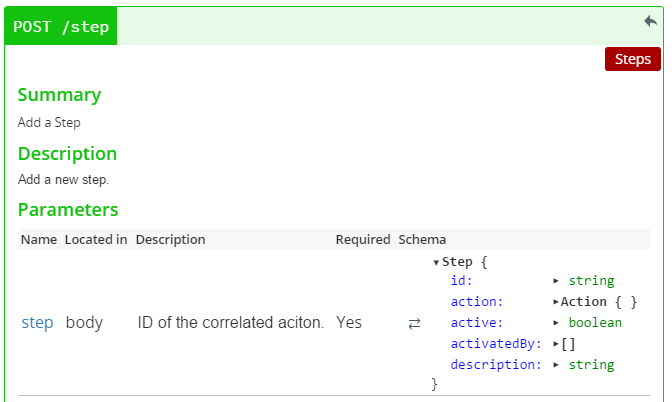 POST /step
Steps
Summary
Add a Step
Description
Add a new step.
Parameters
Name Located in Description Required Schema
Step {
id: string
action: Action { }
step body ID of the correlated aciton. Yes active: boolean
activatedBy: []
description: string
}